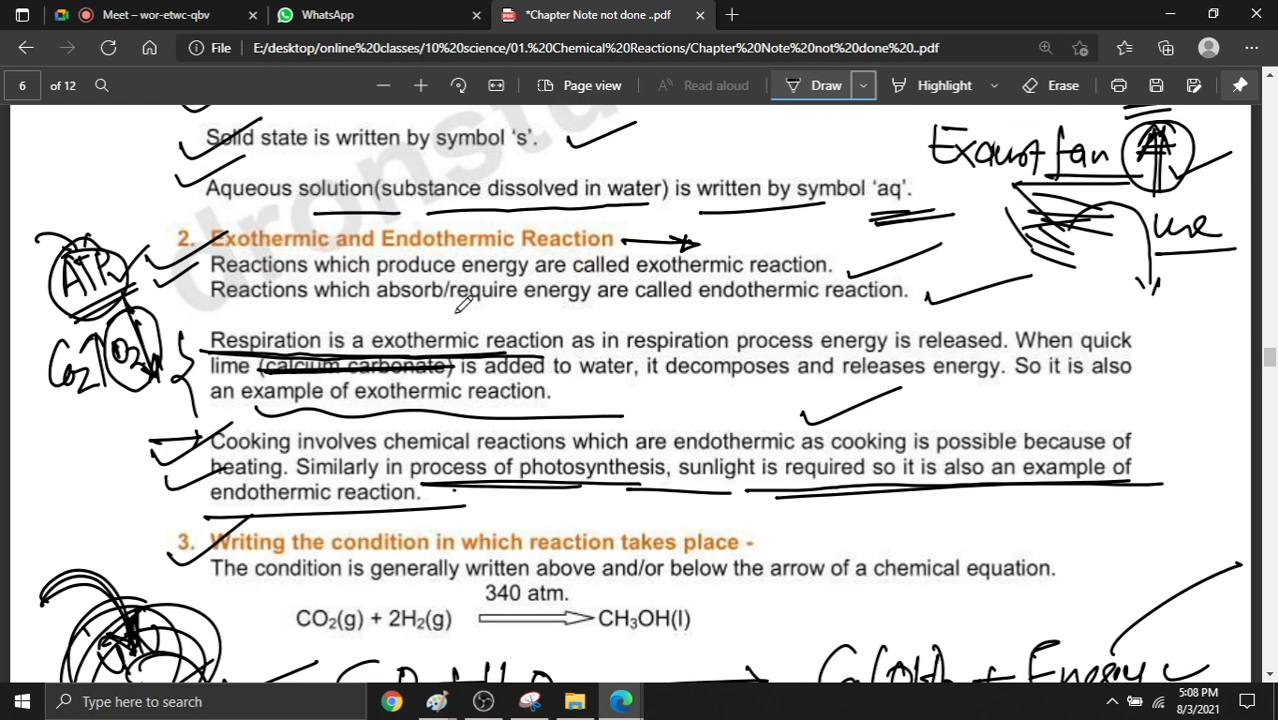 Meet – wor-etwc-qbv
WhatsApp
*Chapter Note not done ..pdf
File
E:/desktop/online%20classes/10%20science/01.%20Chemical%20Reactions/Chapter%20Note%20not%20done%20..pdf
6 of 12
Page view
Read aloud
Draw
Highlight
Erase
Solid state is written by symbol ‘s’.
Exaust fan
Aqueous solution(substance dissolved in water) is written by symbol ‘aq’.
use
2. Exothermic and Endothermic Reaction
ATP
Reactions which produce energy are called exothermic reaction.
Reactions which absorb/require energy are called endothermic reaction.
Respiration is a exothermic reaction as in respiration process energy is released. When quick
lime (calcium carbonate) is added to water, it decomposes and releases energy. So it is also
an example of exothermic reaction.
Co2
O2
Cooking involves chemical reactions which are endothermic as cooking is possible because of
heating. Similarly in process of photosynthesis, sunlight is required so it is also an example of
endothermic reaction.
3. Writing the condition in which reaction takes place -
The condition is generally written above and/or below the arrow of a chemical equation.
340 atm.
CO₂(g) + 2H₂(g) CH₃OH(l)
+ Energy
Type here to search
5:08 PM
8/3/2021